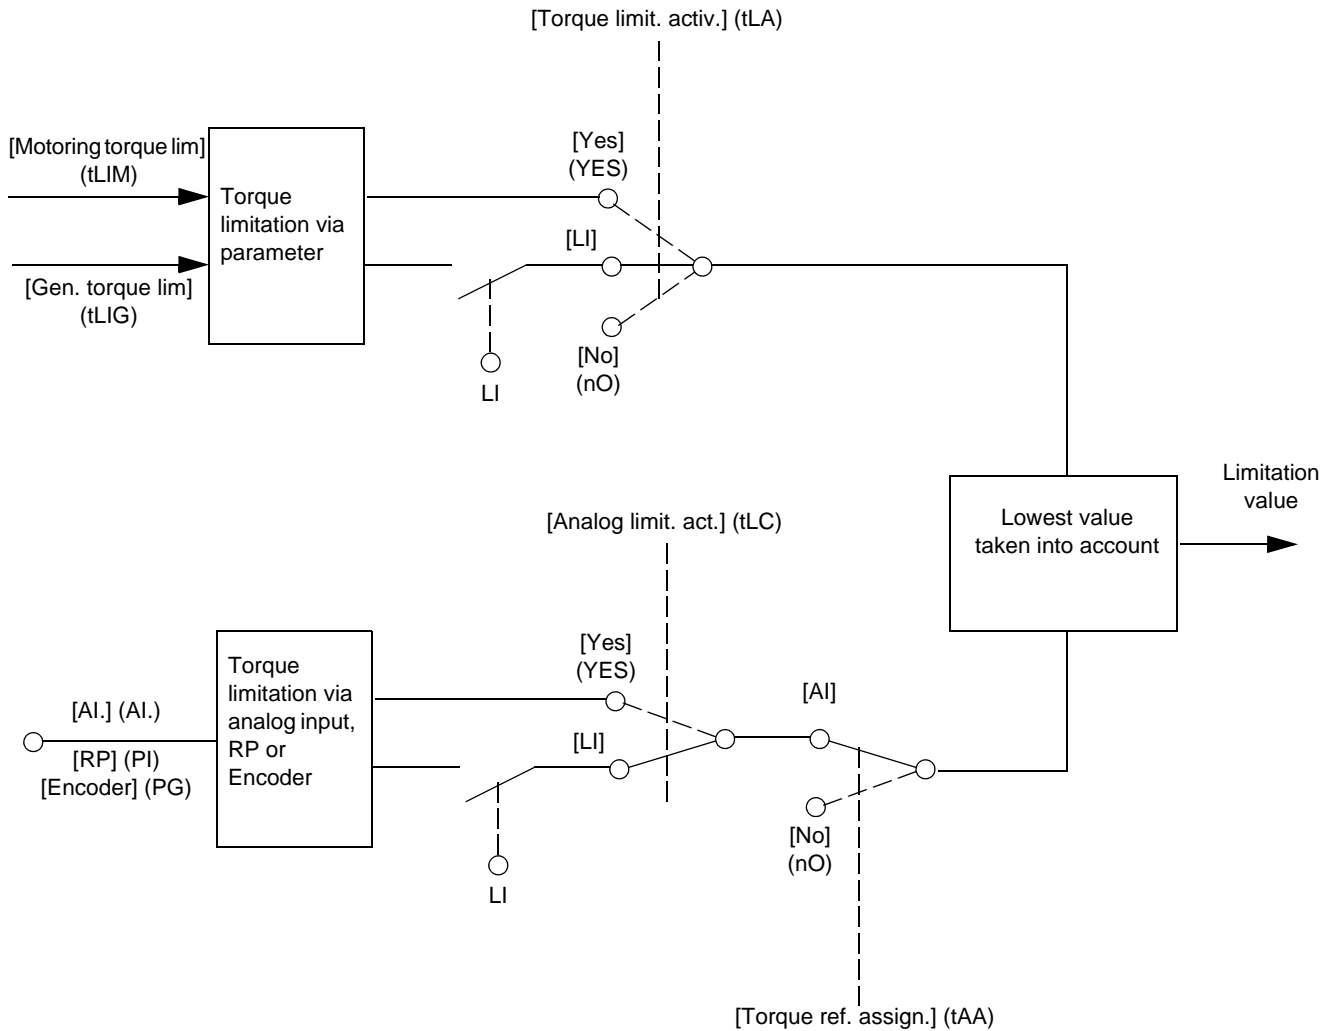 [Torque limit. activ.] (tLA)
[Motoring torque lim]
(tLIM)
[Gen. torque lim]
(tLIG)
Torque
limitation via
parameter
[Yes]
(YES)
[LI]
[No]
(nO)
LI
Lowest value
taken into account
Limitation
value
[Analog limit. act.] (tLC)
[AI.] (AI.)
[RP] (PI)
[Encoder] (PG)
Torque
limitation via
analog input,
RP or
Encoder
[Yes]
(YES)
[LI]
LI
[AI]
[No]
(nO)
[Torque ref. assign.] (tAA)